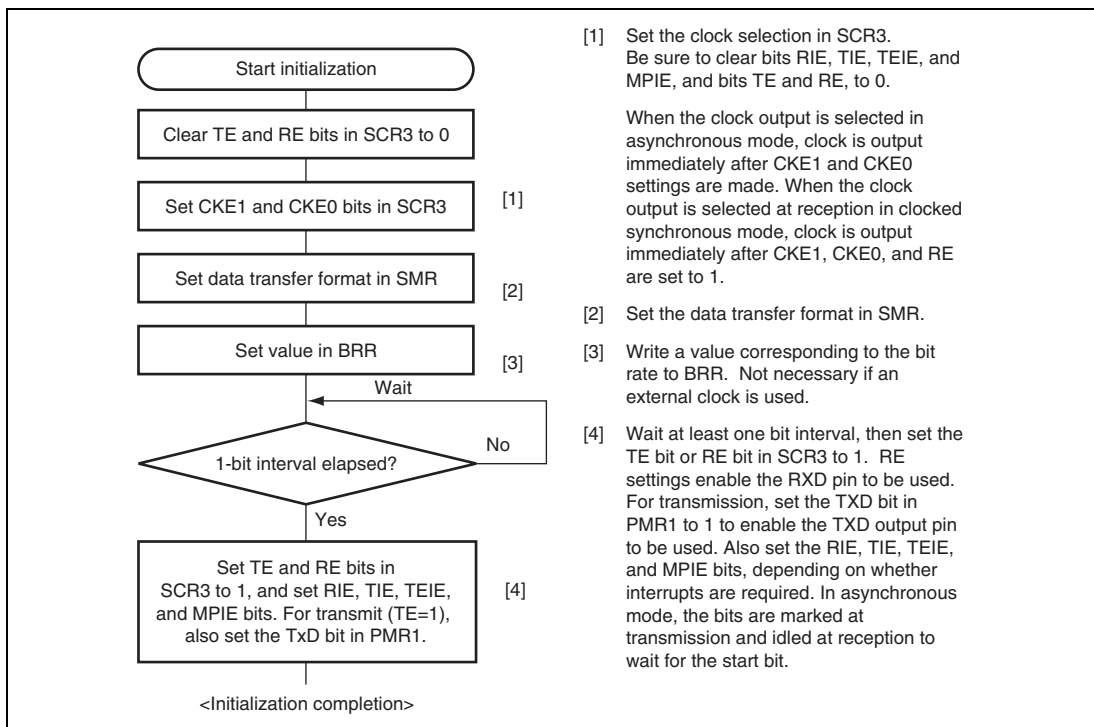 Start initialization
Clear TE and RE bits in SCR3 to 0
Set CKE1 and CKE0 bits in SCR3
[1]
Set data transfer format in SMR
[2]
Set value in BRR
[3]
Wait
No
1-bit interval elapsed?
Yes
Set TE and RE bits in
SCR3 to 1, and set RIE, TIE, TEIE,
and MPIE bits. For transmit (TE=1),
also set the TxD bit in PMR1.
[4]
<Initialization completion>
[1] Set the clock selection in SCR3.
Be sure to clear bits RIE, TIE, TEIE, and
MPIE, and bits TE and RE, to 0.
When the clock output is selected in
asynchronous mode, clock is output
immediately after CKE1 and CKE0
settings are made. When the clock
output is selected at reception in clocked
synchronous mode, clock is output
immediately after CKE1, CKE0, and RE
are set to 1.
[2] Set the data transfer format in SMR.
[3] Write a value corresponding to the bit
rate to BRR. Not necessary if an
external clock is used.
[4] Wait at least one bit interval, then set the
TE bit or RE bit in SCR3 to 1. RE
settings enable the RXD pin to be used.
For transmission, set the TXD bit in
PMR1 to 1 to enable the TXD output pin
to be used. Also set the RIE, TIE, TEIE,
and MPIE bits, depending on whether
interrupts are required. In asynchronous
mode, the bits are marked at
transmission and idled at reception to
wait for the start bit.